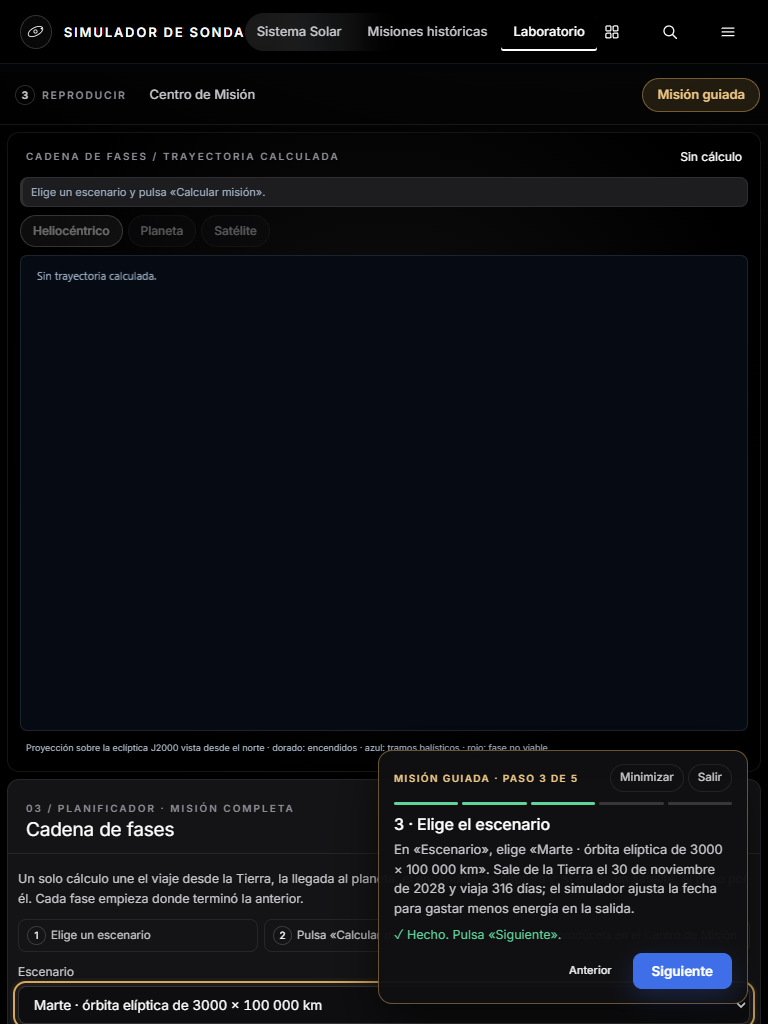 SIMULADOR DE SONDA
Sistema Solar
Misiones históricas
Laboratorio
3 REPRODUCIR
Centro de Misión
Misión guiada
CADENA DE FASES / TRAYECTORIA CALCULADA
Sin cálculo
Elige un escenario y pulsa «Calcular misión».
Heliocéntrico
Planeta
Satélite
Sin trayectoria calculada.
Proyección sobre la eclíptica J2000 vista desde el norte · dorado: encendidos · azul: tramos balísticos · rojo: fase no viable
03 / PLANIFICADOR · MISIÓN COMPLETA
Cadena de fases
Un solo cálculo une el viaje desde la Tierra, la llegada al
él. Cada fase empieza donde terminó la anterior.
1 Elige un escenario
2 Pulsa
Escenario
Marte · órbita elíptica de 3000 × 100 000 km
MISIÓN GUIADA · PASO 3 DE 5
Minimizar
Salir
3 · Elige el escenario
En «Escenario», elige «Marte · órbita elíptica de 3000
× 100 000 km». Sale de la Tierra el 30 de noviembre
de 2028 y viaja 316 días; el simulador ajusta la fecha
para gastar menos energía en la salida.
✓ Hecho. Pulsa «Siguiente».
Anterior
Siguiente